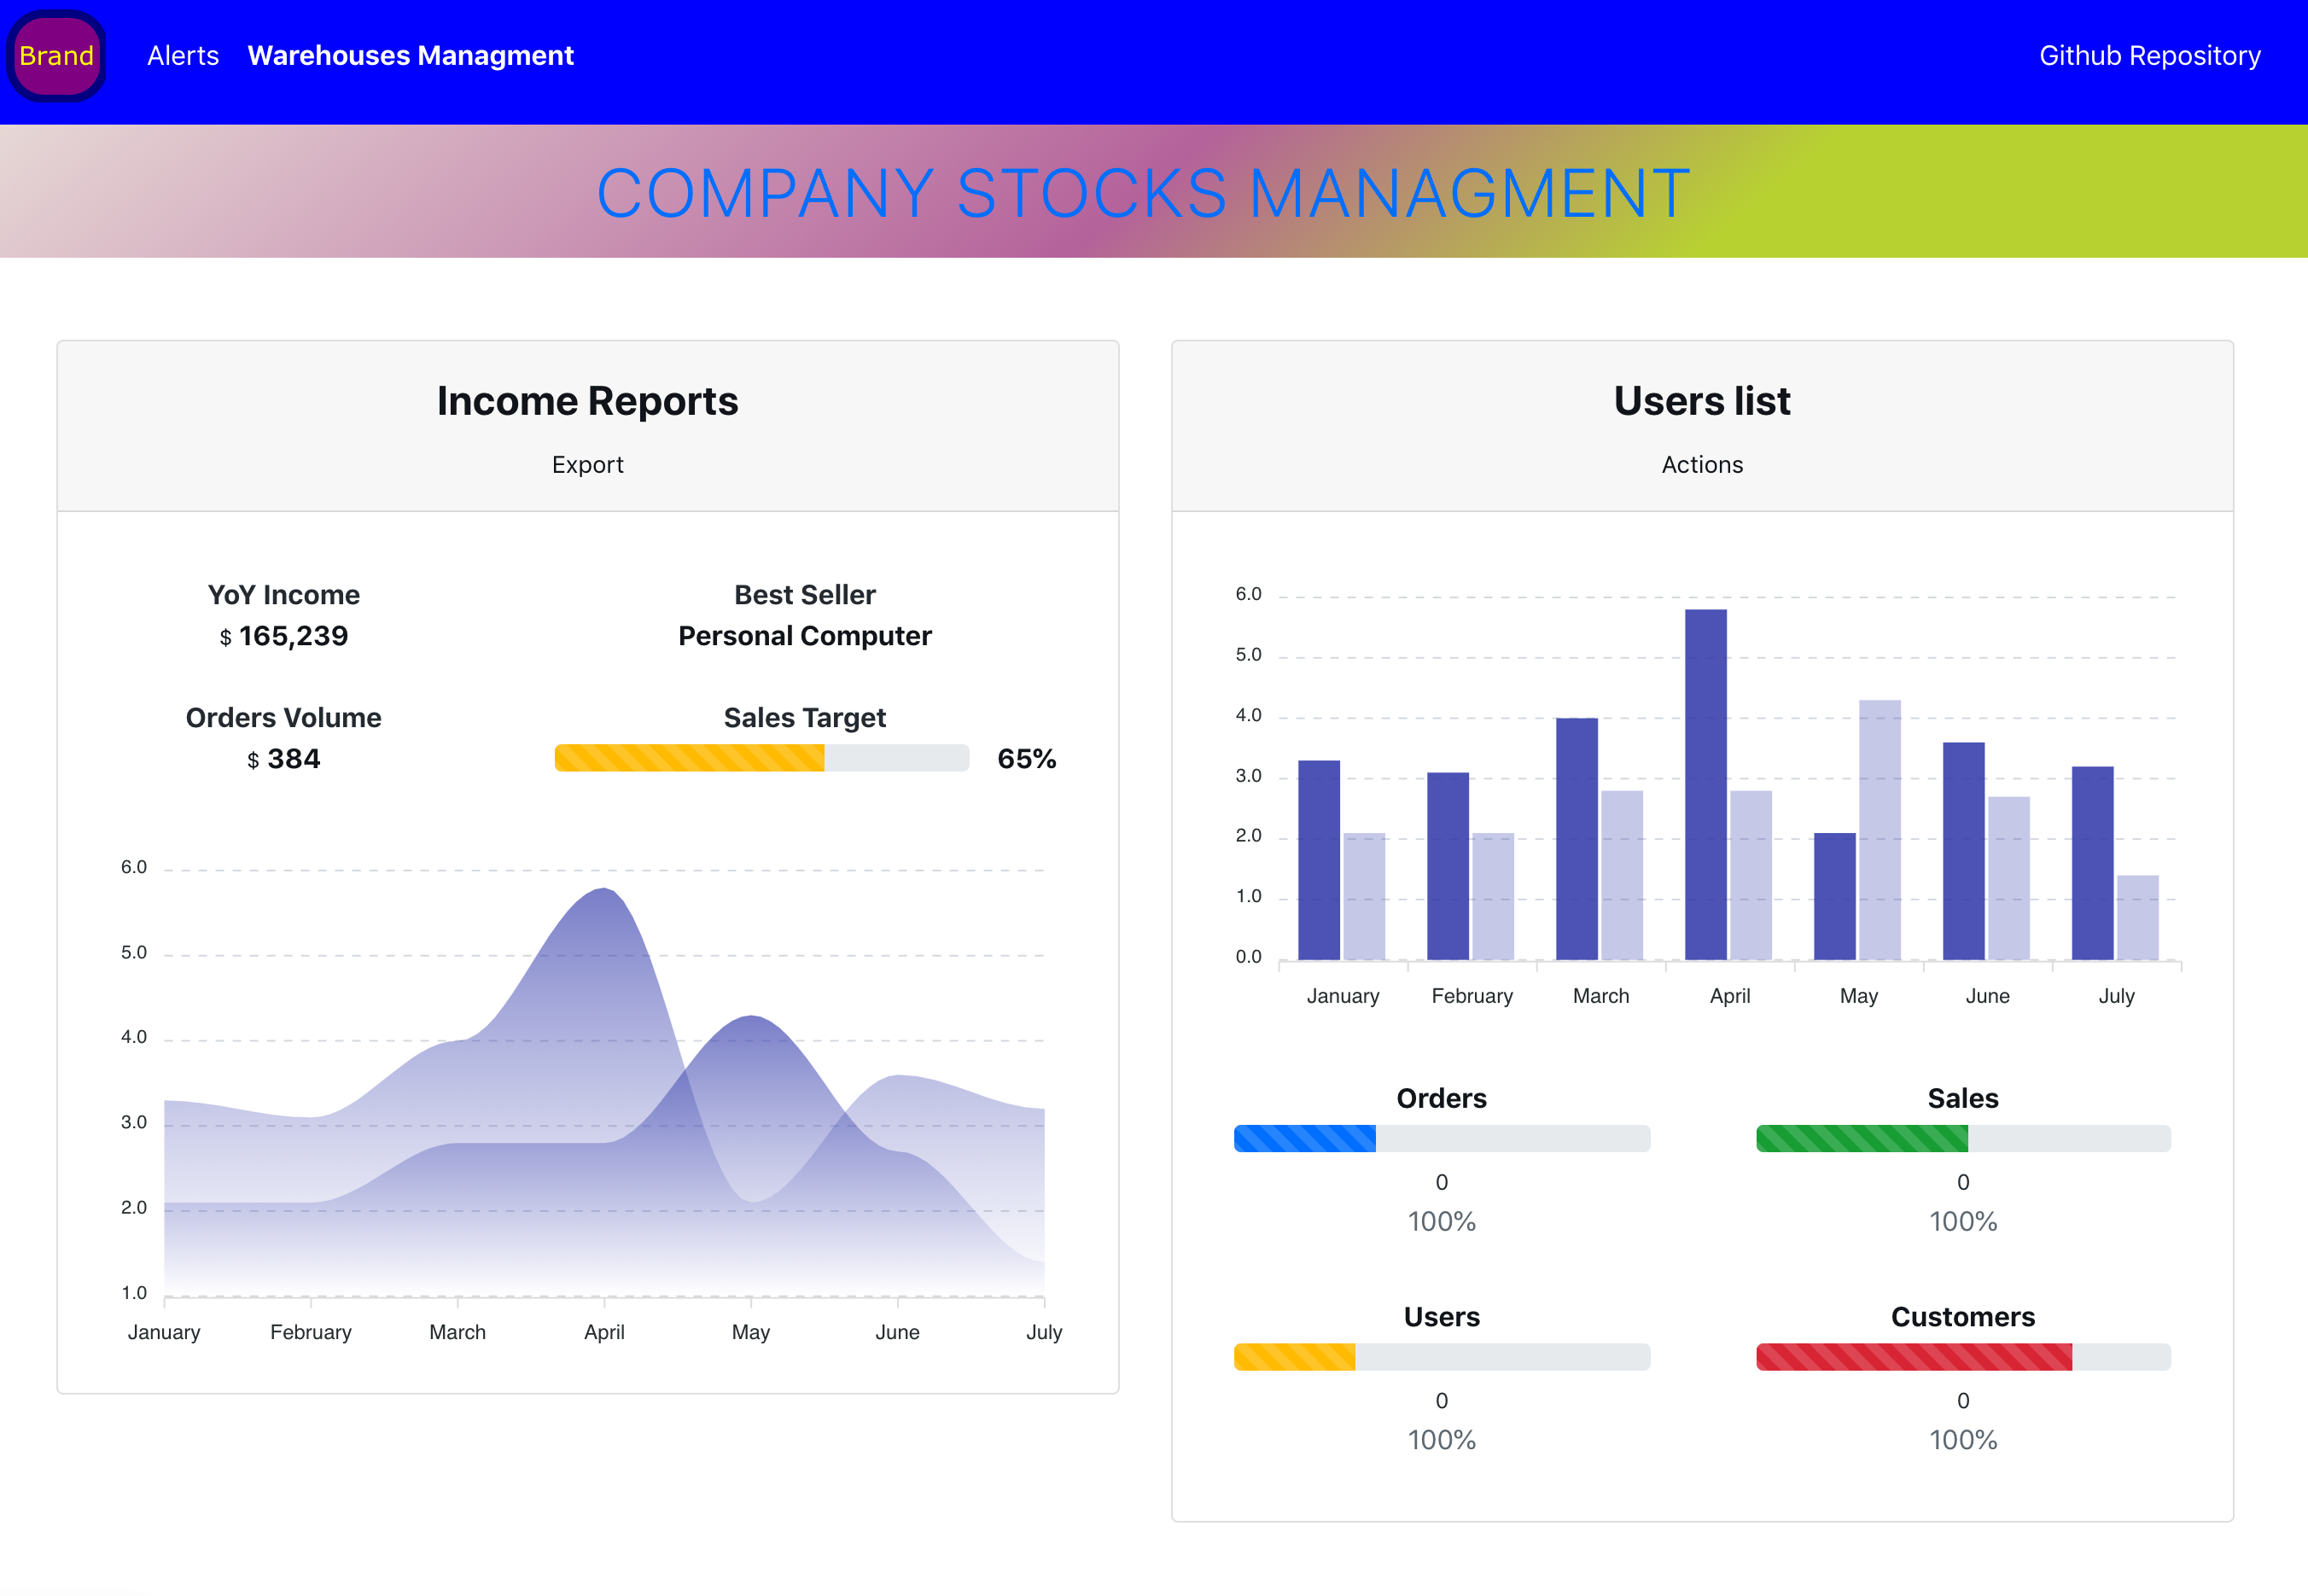 Brand
Alerts
Warehouses Managment
Github Repository
COMPANY STOCKS MANAGMENT
Income Reports
Export
YoY Income
$ 165,239
Best Seller
Personal Computer
Orders Volume
$ 384
Sales Target
65%
6.0
5.0
4.0
3.0
2.0
1.0
January February March April May June July
Users list
Actions
6.0
5.0
4.0
3.0
2.0
1.0
0.0
January February March April May June July
Orders
0
100%
Sales
0
100%
Users
0
100%
Customers
0
100%